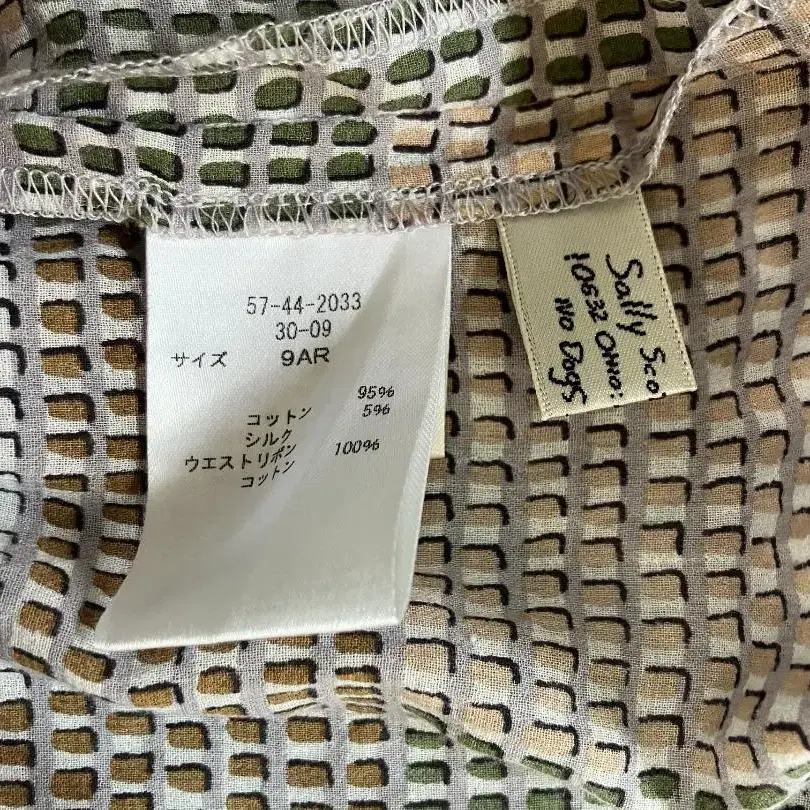 57-44-2033
30-09
サイズ 9AR
95%
コットン 5%
シルク
ウエストリボン 100%
コットン
Sally Sco
10632 Ohio
No Dogs